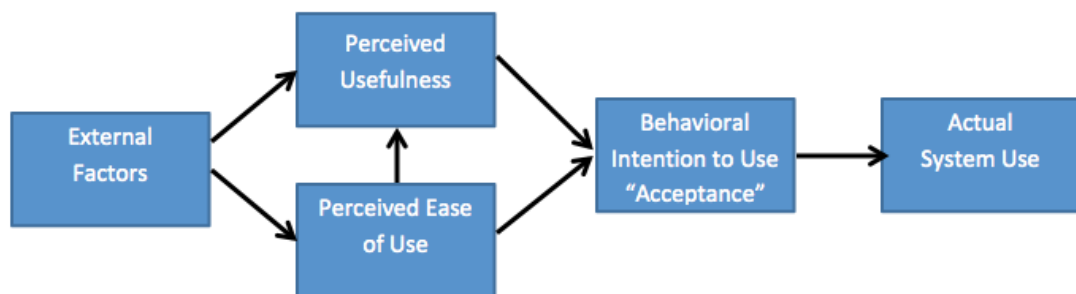 External
Factors
Perceived
Usefulness
Perceived Ease
of Use
Behavioral
Intention to Use
“Acceptance”
Actual
System Use